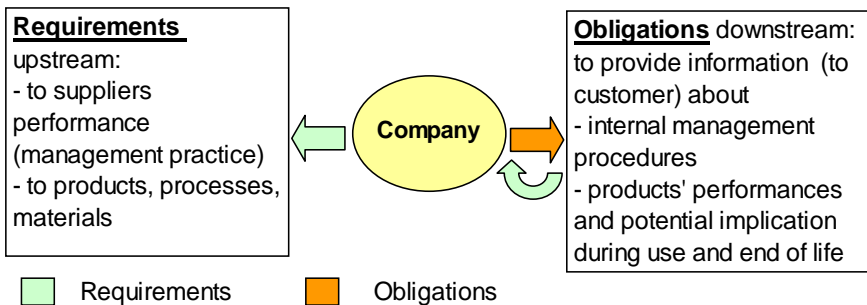 Requirements
upstream:
- to suppliers
performance
(management practice)
- to products, processes,
materials
Company
Obligations downstream:
to provide information (to
customer) about
- internal management
procedures
- products' performances
and potential implication
during use and end of life
Requirements
Obligations